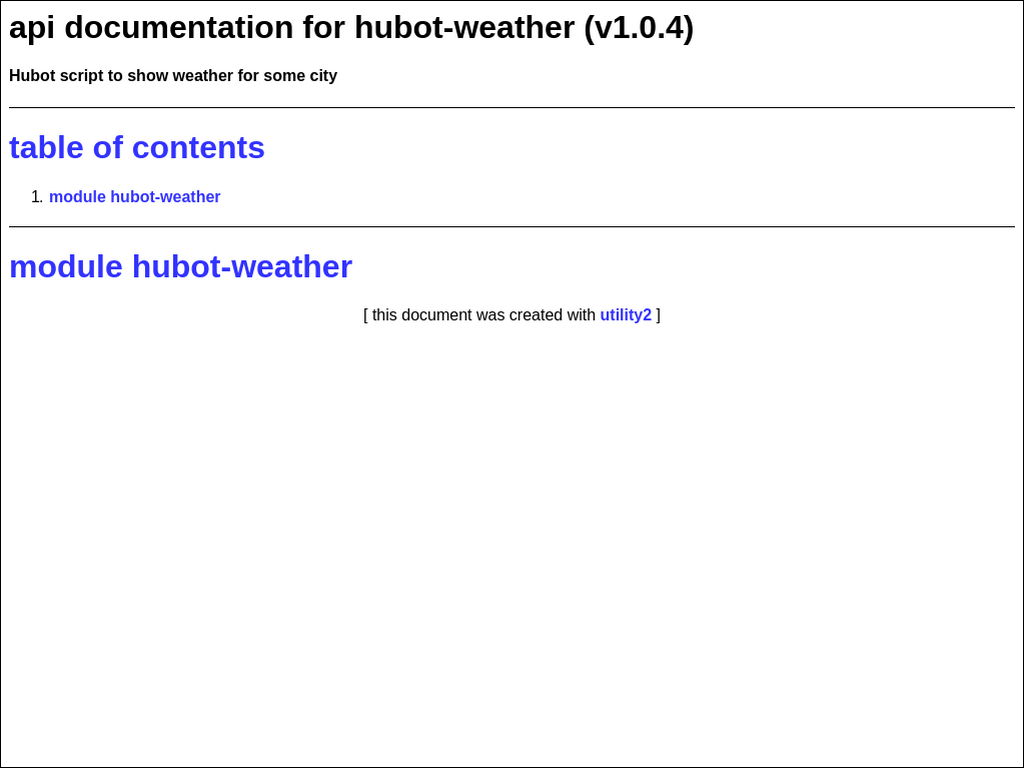 api documentation for hubot-weather (v1.0.4)
Hubot script to show weather for some city
table of contents
1. module hubot-weather
module hubot-weather
[ this document was created with utility2 ]